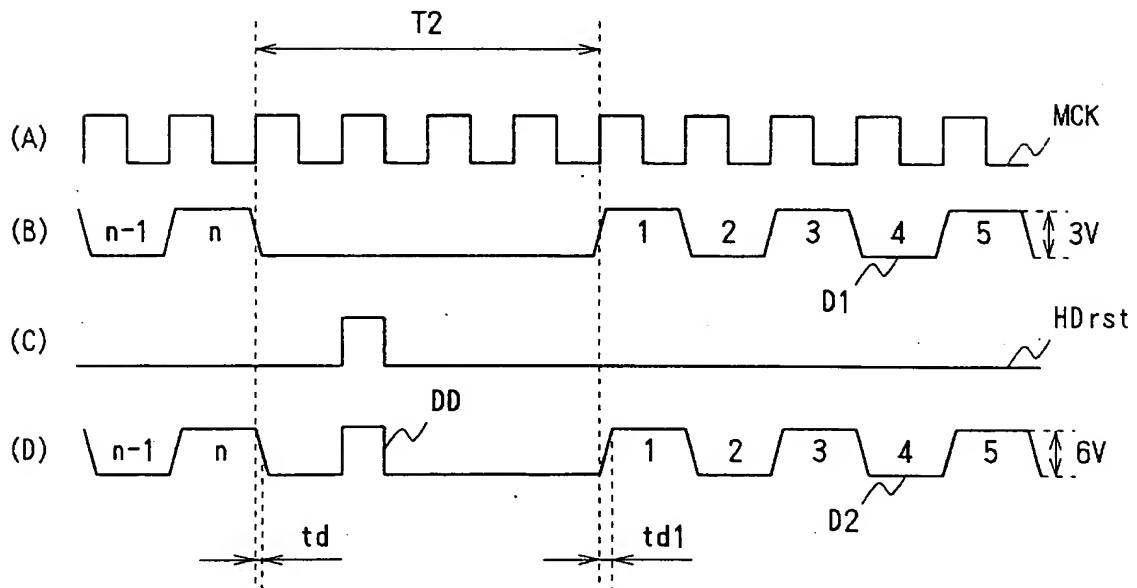 T2
(A) MCK
(B) n-1 n 1 2 3 4 5 3V
D1
(C) HDrst
DD
(D) n-1 n 1 2 3 4 5 6V
D2
td td1